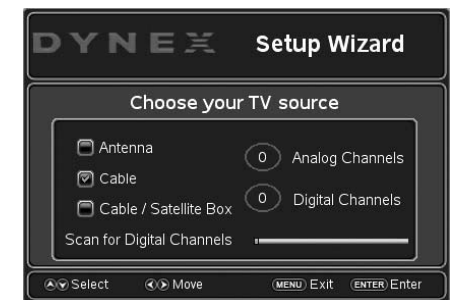 DYNEX Setup Wizard
Choose your TV source
Antenna
Cable
Cable / Satellite Box
0 Analog Channels
0 Digital Channels
Scan for Digital Channels
Select Move MENU Exit ENTER Enter